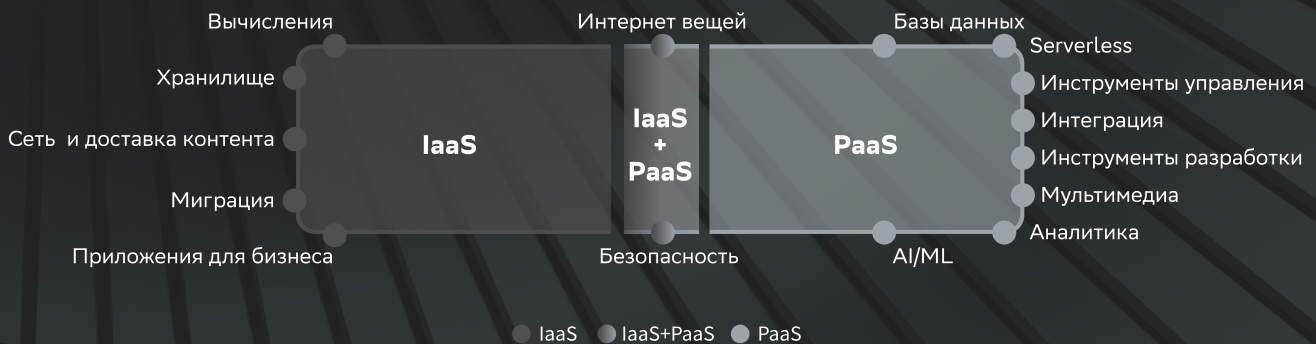 Вычисления
Интернет вещей
Базы данных
Serverless
Хранилище
Инструменты управления
IaaS
+
PaaS
Интеграция
Сеть и доставка контента
IaaS
PaaS
Инструменты разработки
Миграция
Мультимедиа
Аналитика
Приложения для бизнеса
Безопасность
AI/ML
IaaS
IaaS+PaaS
PaaS